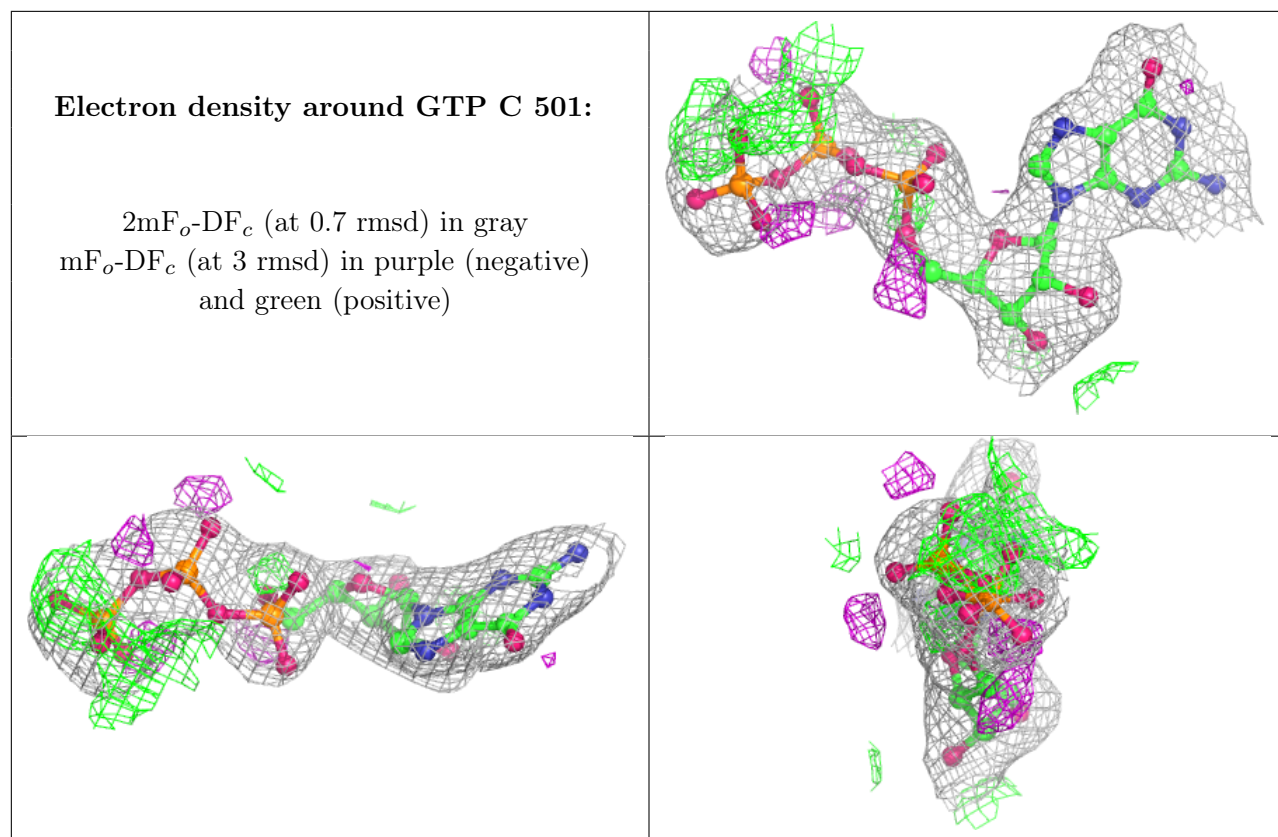 Electron density around GTP C 501:
2mFo-DFc (at 0.7 rmsd) in gray
mFo-DFc (at 3 rmsd) in purple (negative)
and green (positive)